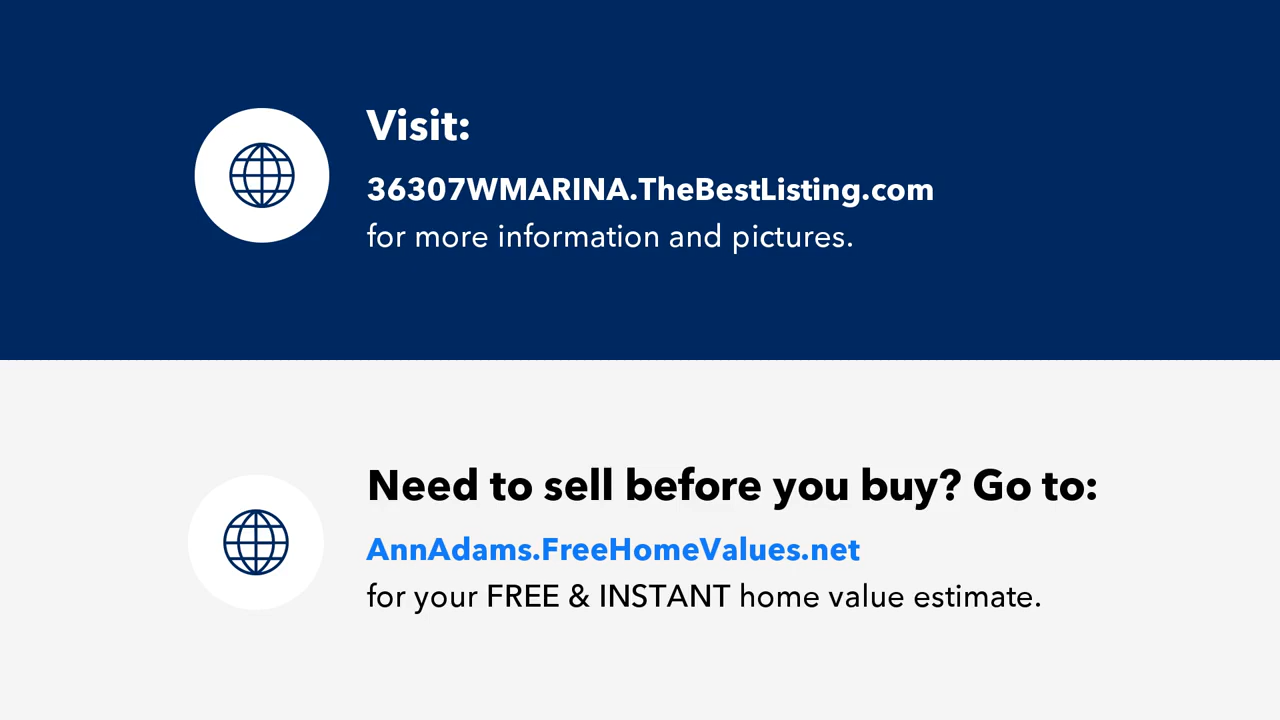 Visit:
36307WMARINA.TheBestListing.com
for more information and pictures.
Need to sell before you buy? Go to:
AnnAdams.FreeHomeValues.net
for your FREE & INSTANT home value estimate.